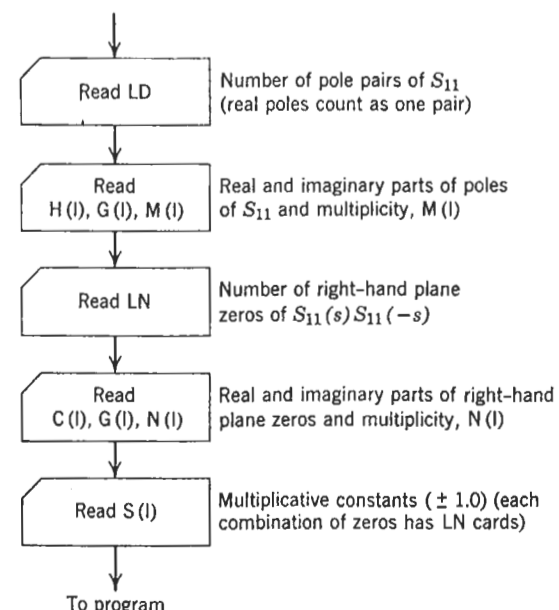 Read LD
Number of pole pairs of S₁₁
(real poles count as one pair)
Read
H(I), G(I), M(I)
Real and imaginary parts of poles
of S₁₁ and multiplicity, M(I)
Read LN
Number of right-hand plane
zeros of S₁₁(s)S₁₁(-s)
Read
C(I), G(I), N(I)
Real and imaginary parts of right-hand
plane zeros and multiplicity, N(I)
Read S(I)
Multiplicative constants (± 1.0) (each
combination of zeros has LN cards)
To program